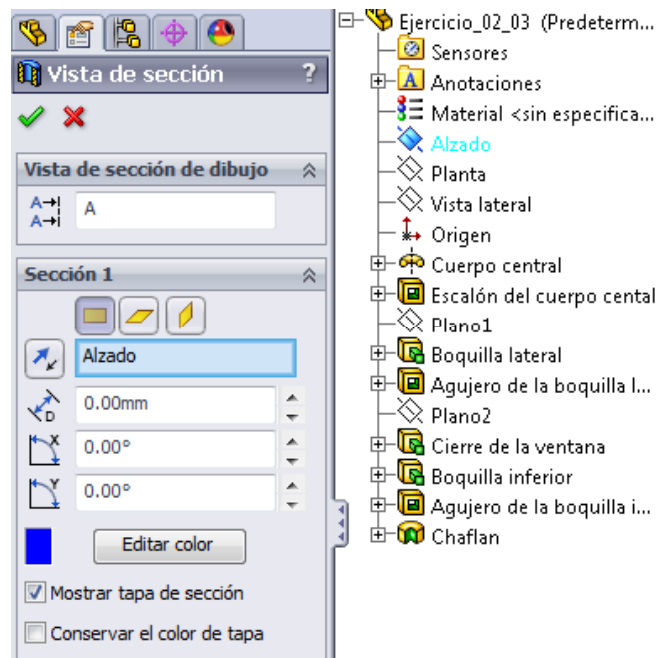 Vista de sección ?
Vista de sección de dibujo
A
A
A
Sección 1
Alzado
D
0.00mm
X
0.00°
Y
0.00°
Editar color
Mostrar tapa de sección
Conservar el color de tapa
Ejercicio_02_03 (Predeterm...
Sensores
A Anotaciones
Material <sin especifica...
Alzado
Planta
Vista lateral
Origen
Cuerpo central
Escalón del cuerpo cental
Plano1
Boquilla lateral
Agujero de la boquilla l...
Plano2
Cierre de la ventana
Boquilla inferior
Agujero de la boquilla i...
Chaflan